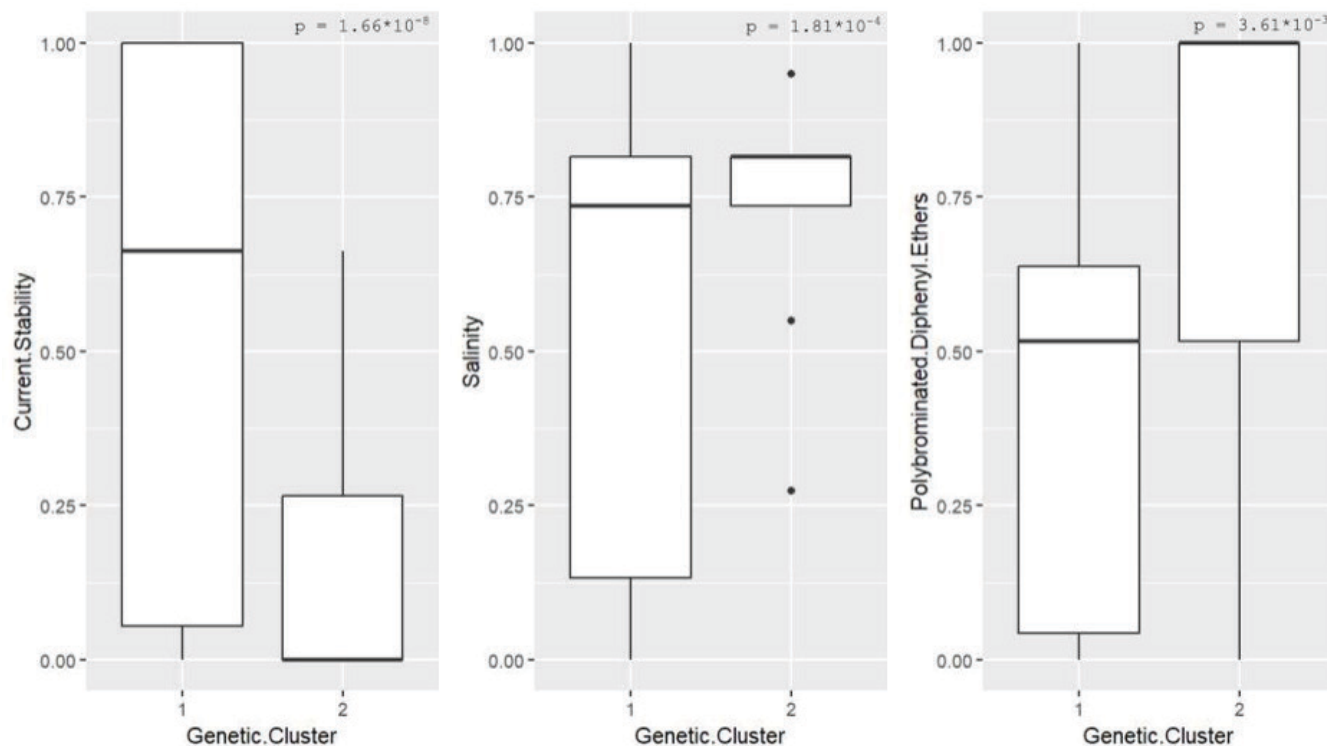 p = 1.66*10⁻⁸
1.00
0.75
0.50
0.25
0.00
Current.Stability
1 2
Genetic.Cluster
p = 1.81*10⁻⁴
1.00
0.75
0.50
0.25
0.00
Salinity
1 2
Genetic.Cluster
p = 3.61*10⁻³
1.00
0.75
0.50
0.25
0.00
Polybrominated.Diphenyl.Ethers
1 2
Genetic.Cluster